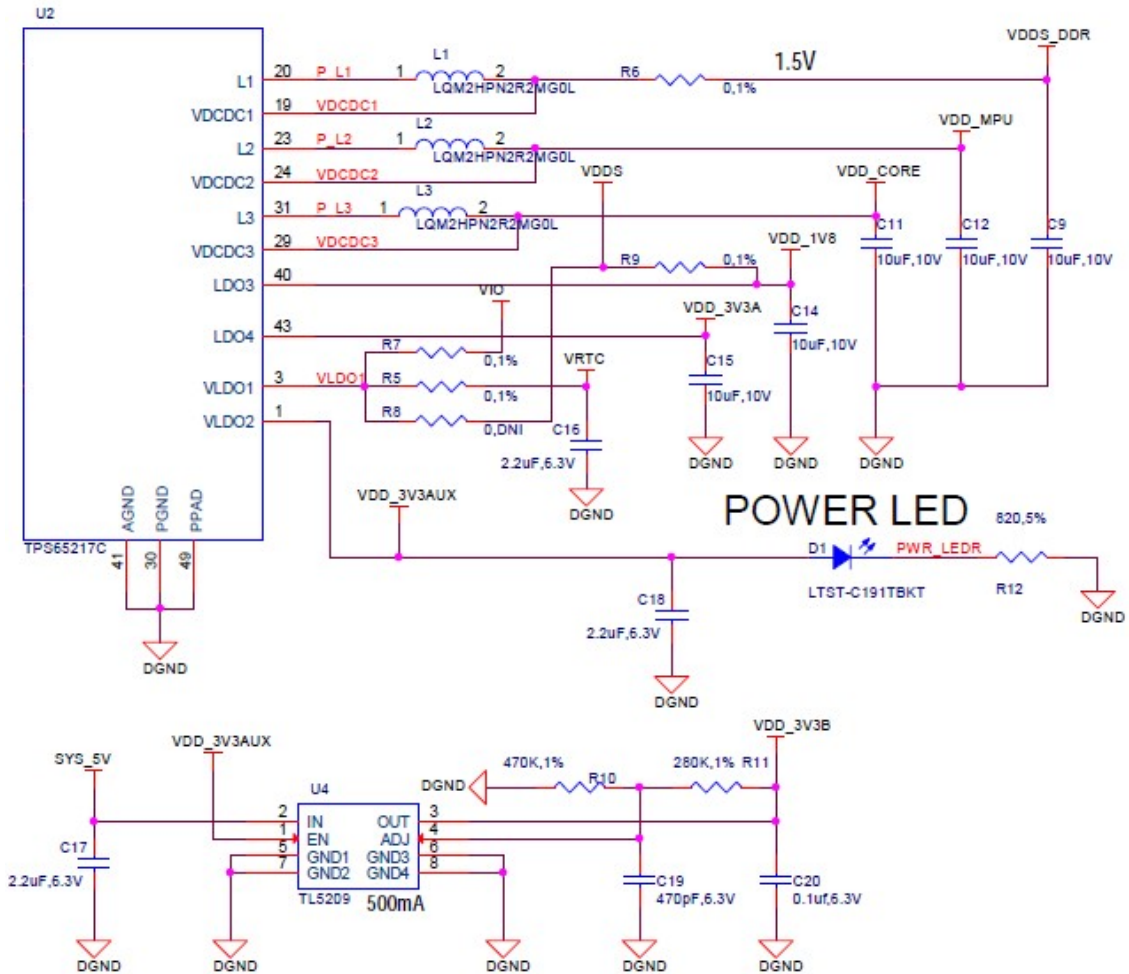 U2
VDDS_DDR
L1
20 P_L1 1 2 R6 1.5V
L1 LQM2HPN2R2MG0L 0,1%
19 VDCDC1
VDCDC1
L2 VDD_MPU
23 P_L2 1 2
L2 LQM2HPN2R2MG0L
24 VDCDC2
VDCDC2 VDDS VDD_CORE
L3
31 P_L3 1 2
L3 LQM2HPN2R2MG0L C11 C12 C9
29 VDCDC3 VDD_1V8
VDCDC3 10uF,10V 10uF,10V 10uF,10V
R9 0,1%
40
LDO3 VIO
VDD_3V3A C14
43
LDO4 10uF,10V
R7 0,1% VRTC C15
3 VLDO1 R5
VLDO1 0,1% 10uF,10V
1 R8
VLDO2 0,DNI C16
2.2uF,6.3V DGND DGND DGND
DGND
VDD_3V3AUX
POWER LED 820,5%
AGND PGND PPAD
TPS65217C D1 PWR_LEDR
41 30 49 LTST-C191TBKT R12
C18
2.2uF,6.3V DGND
DGND
DGND
VDD_3V3B
VDD_3V3AUX
SYS_5V 470K,1% 280K,1% R11
DGND R10
U4
2 IN OUT 3
1 EN ADJ 4
C17 5 GND1 GND3 6
7 GND2 GND4 8
2.2uF,6.3V C19 C20
TL5209 500mA 470pF,6.3V 0.1uf,6.3V
DGND DGND DGND DGND DGND